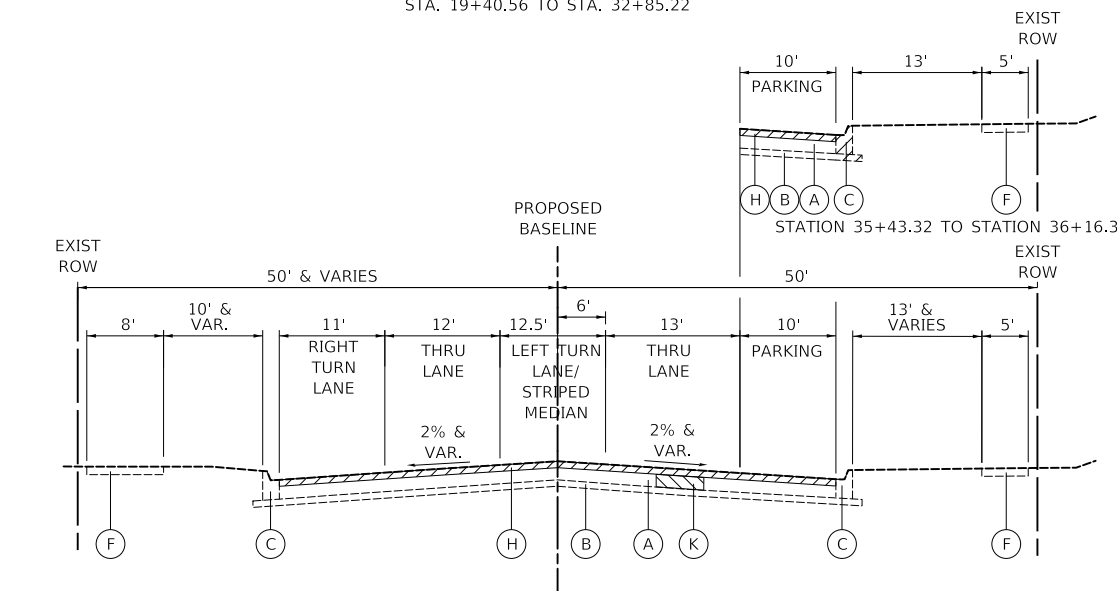 STA. 19+40.56 TO STA. 32+85.22
EXIST
ROW
10'
13'
5'
PARKING
H
B
A
C
F
STATION 35+43.32 TO STATION 36+16.3
PROPOSED
BASELINE
EXIST
ROW
EXIST
ROW
50' & VARIES
50'
8'
10' &
VAR.
11'
12'
12.5'
6'
13'
10'
13' &
VARIES
5'
RIGHT
TURN
LANE
THRU
LANE
LEFT TURN
LANE/
STRIPED
MEDIAN
THRU
LANE
PARKING
2% &
VAR.
2% &
VAR.
F
C
H
B
A
K
C
F